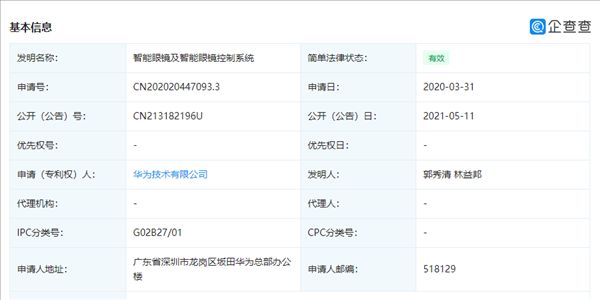 基本信息
企查查
发明名称： 智能眼镜及智能眼镜控制系统 简单法律状态： 有效
申请号： CN202020447093.3 申请日： 2020-03-31
公开（公告）号： CN213182196U 公开（公告）日： 2021-05-11
优先权号： - 优先权日： -
申请（专利权）人： 华为技术有限公司 发明人： 郭秀清 林益邦
代理机构： - 代理人： -
IPC分类号： G02B27/01 CPC分类号： -
申请人地址： 广东省深圳市龙岗区坂田华为总部办公
楼 申请人邮编： 518129